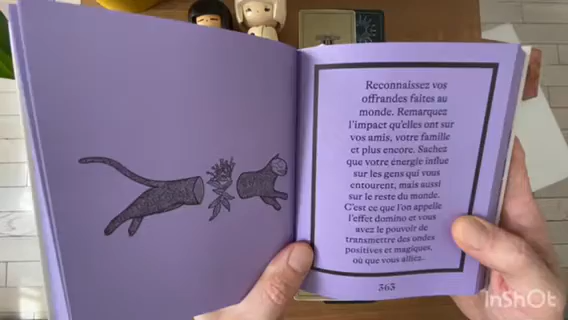 Reconnaissez vos
offrandes faites au
monde. Remarquez
l'impact qu'elles ont sur
vos amis, votre famille
et plus encore. Sachez
que votre énergie influe
sur les gens qui vous
entourent, mais aussi
sur le reste du monde.
C'est ce que l'on appelle
l'effet domino et vous
avez le pouvoir de
transmettre des ondes
positives et magiques,
où que vous alliez.
363
InShOt